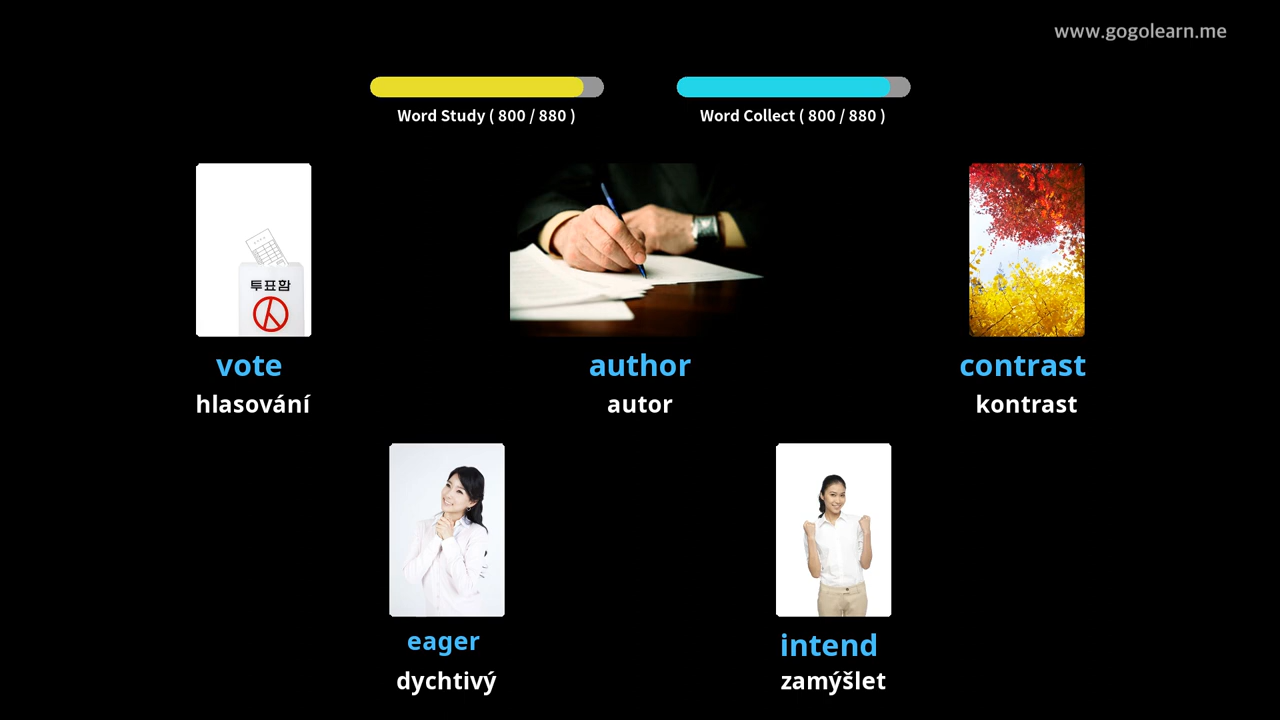 www.gogolearn.me
Word Study ( 800 / 880 )
Word Collect ( 800 / 880 )
투표함
vote
hlasování
author
autor
contrast
kontrast
eager
dychtivý
intend
zamýšlet